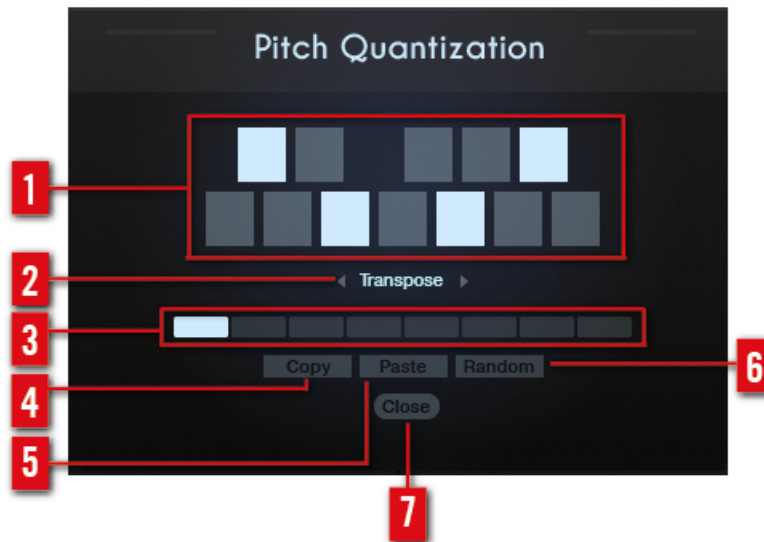 Pitch Quantization
1
2 Transpose
3
Copy Paste Random 6
4
Close
5
7